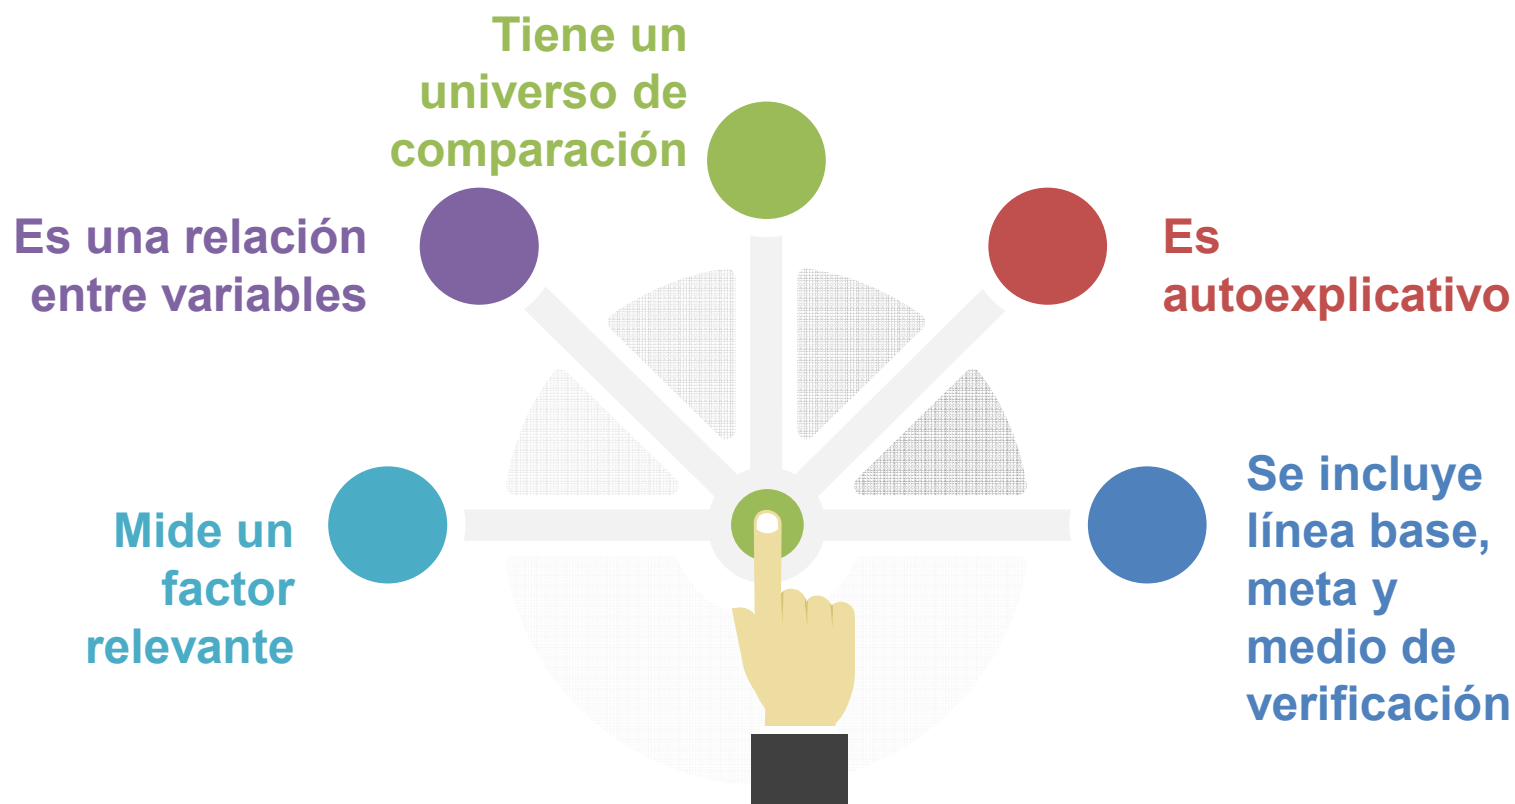 Tiene un
universo de
comparación
Es una relación
entre variables
Es
autoexplicativo
Mide un
factor
relevante
Se incluye
línea base,
meta y
medio de
verificación